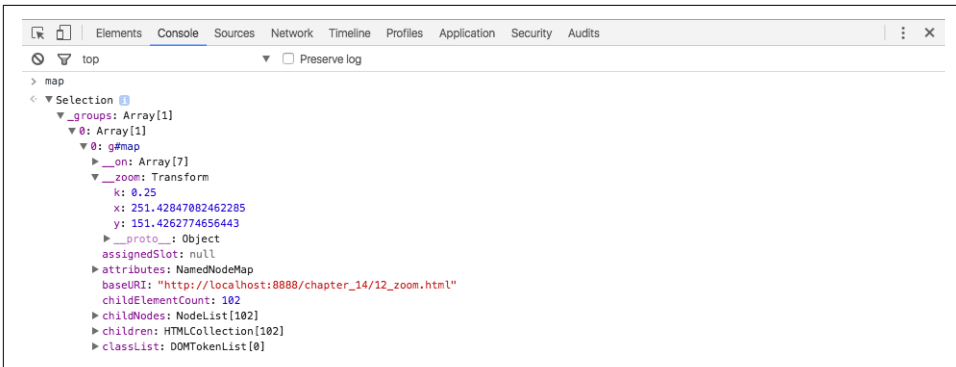 Elements Console Sources Network Timeline Profiles Application Security Audits
top Preserve log
> map
Selection i
_groups: Array[1]
0: Array[1]
0: g#map
__on: Array[7]
__zoom: Transform
k: 0.25
x: 251.42847082462285
y: 151.4262774656443
__proto__: Object
assignedSlot: null
attributes: NamedNodeMap
baseURI: "http://localhost:8888/chapter_14/12_zoom.html"
childElementCount: 102
childNodes: NodeList[102]
children: HTMLCollection[102]
classList: DOMTokenList[0]